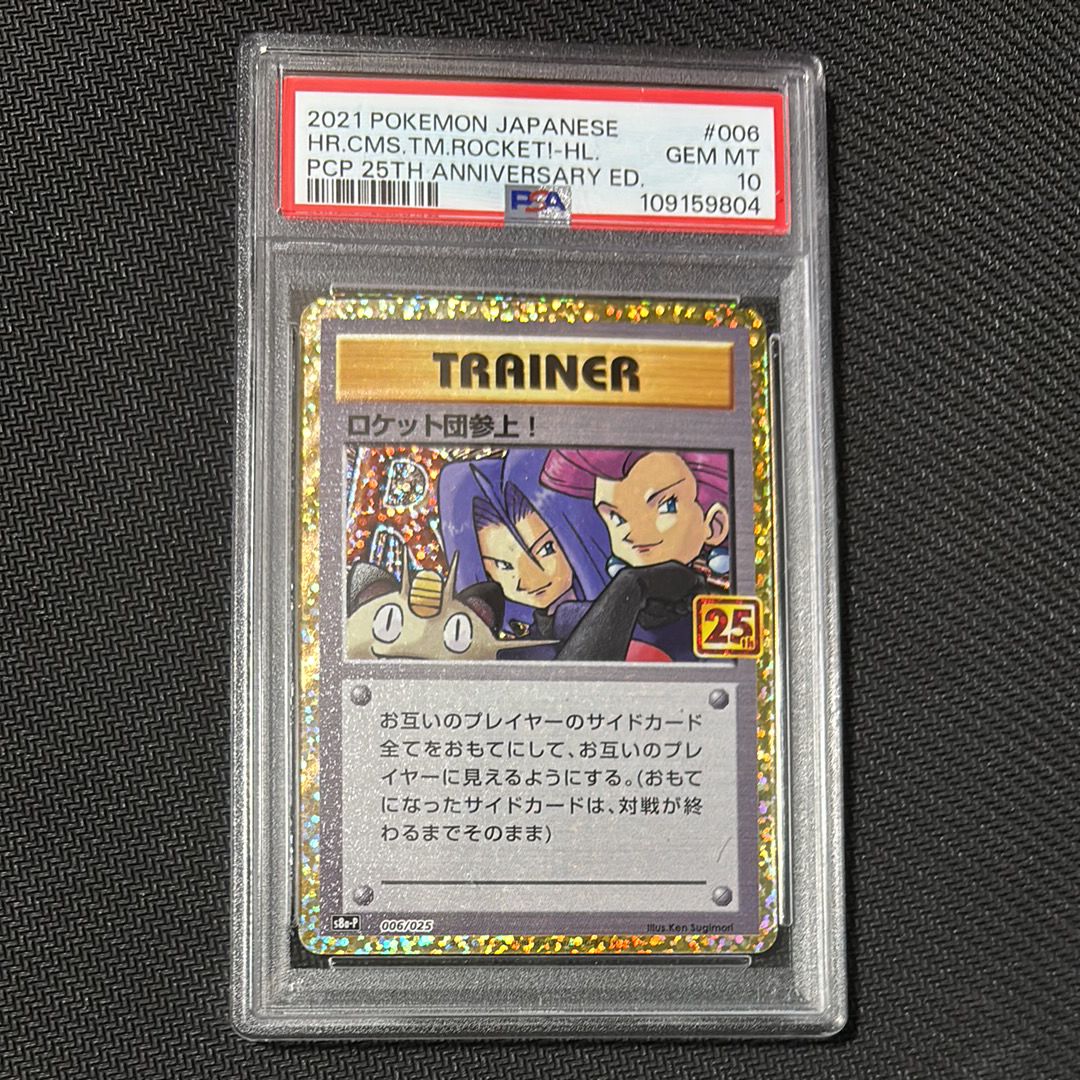 2021 POKEMON JAPANESE #006
HR.CMS.TM.ROCKET!-HL. GEM MT
PCP 25TH ANNIVERSARY ED. 10
PSA 109159804
TRAINER
ロケット団参上！
25th
お互いのプレイヤーのサイドカード
全てをおもてにして、お互いのプレ
イヤーに見えるようにする。(おもて
になったサイドカードは、対戦が終
わるまでそのまま)
s8a-P 006/025 Illus.Ken Sugimori